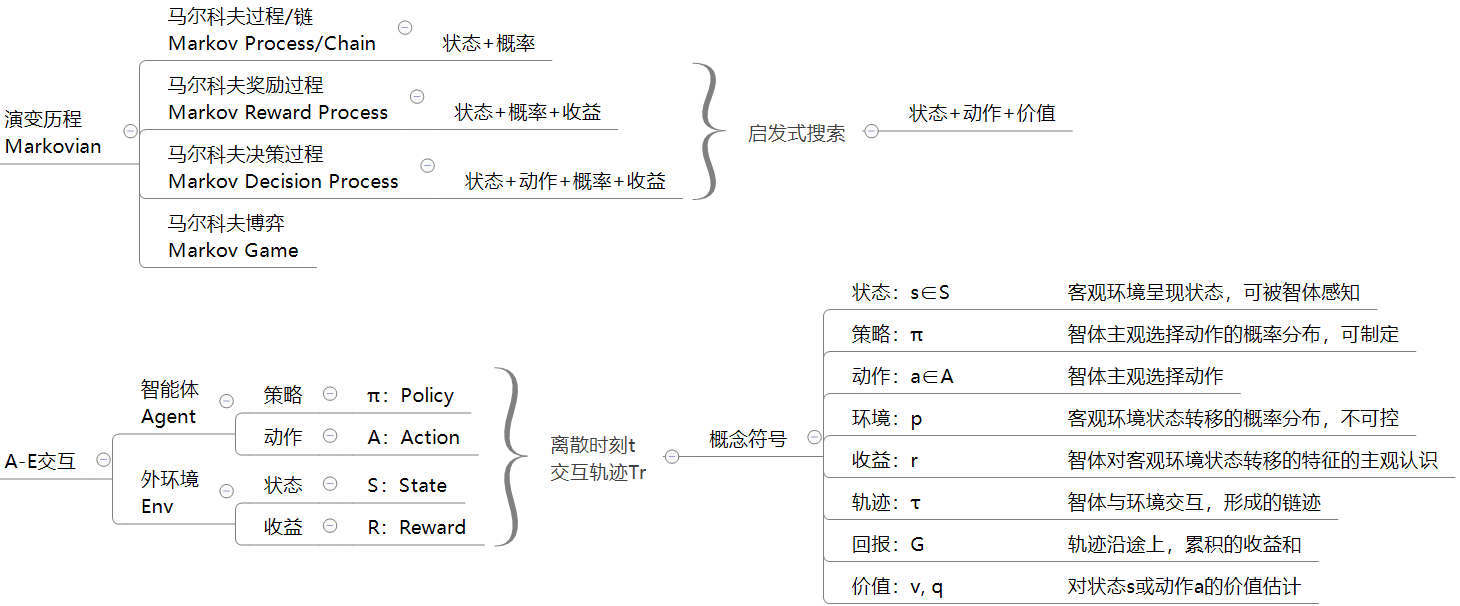 演变历程
Markovian
马尔科夫过程/链
Markov Process/Chain
状态+概率
马尔科夫奖励过程
Markov Reward Process
状态+概率+收益
马尔科夫决策过程
Markov Decision Process
状态+动作+概率+收益
马尔科夫博弈
Markov Game
启发式搜索
状态+动作+价值
A-E交互
智能体
Agent
策略
π：Policy
动作
A：Action
外环境
Env
状态
S：State
收益
R：Reward
离散时刻t
交互轨迹Tr
概念符号
状态：s∈S 客观环境呈现状态，可被智体感知
策略：π 智体主观选择动作的概率分布，可制定
动作：a∈A 智体主观选择动作
环境：p 客观环境状态转移的概率分布，不可控
收益：r 智体对客观环境状态转移的特征的主观认识
轨迹：τ 智体与环境交互，形成的链迹
回报：G 轨迹沿途上，累积的收益和
价值：v, q 对状态s或动作a的价值估计